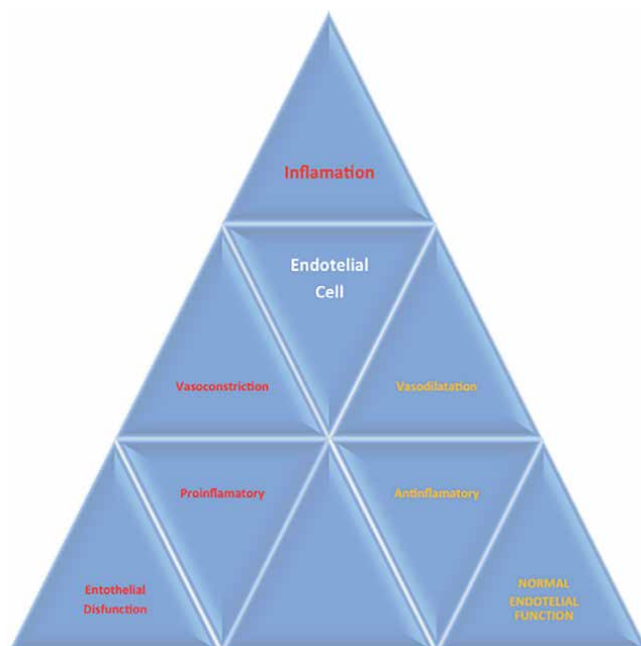 Inflamation
Endotelial
Cell
Vasoconstriction
Vasodilatation
Proinflamatory
Antinflamatory
Entothelial
Disfunction
NORMAL
ENDOTELIAL
FUNCTION